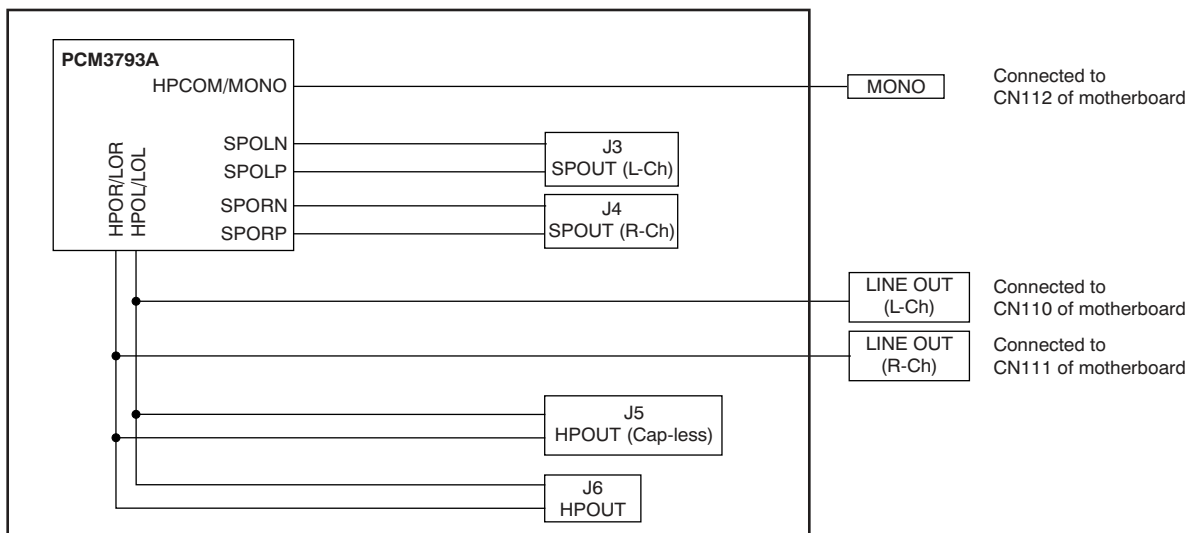 PCM3793A
HPCOM/MONO
MONO
Connected to
CN112 of motherboard
SPOLN
SPOLP
J3
SPOUT (L-Ch)
HPOR/LOR
HPOL/LOL
SPORN
SPORP
J4
SPOUT (R-Ch)
LINE OUT
(L-Ch)
Connected to
CN110 of motherboard
LINE OUT
(R-Ch)
Connected to
CN111 of motherboard
J5
HPOUT (Cap-less)
J6
HPOUT